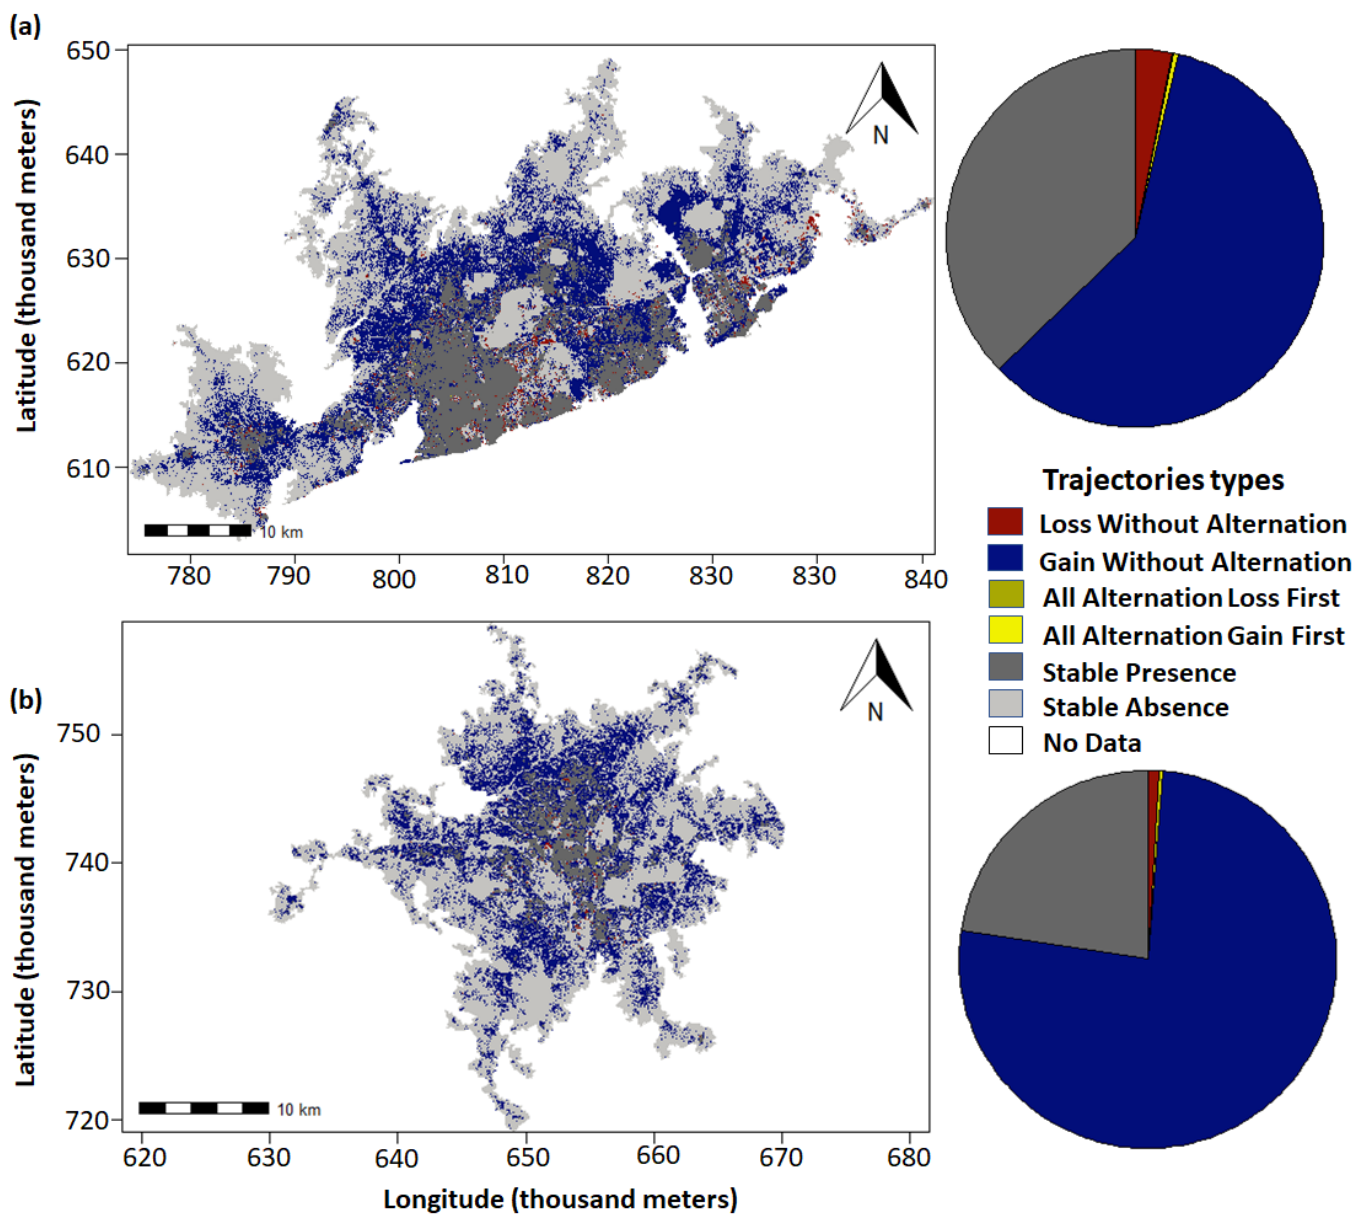 (a)
650
640
630
620
610
Latitude (thousand meters)
N
10 km
780 790 800 810 820 830 830 840
Trajectories types
Loss Without Alternation
Gain Without Alternation
All Alternation Loss First
All Alternation Gain First
Stable Presence
Stable Absence
No Data
(b)
750
740
730
720
Latitude (thousand meters)
N
10 km
620 630 640 650 660 670 680
Longitude (thousand meters)